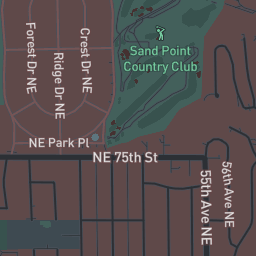 Sand Point
Country Club
Forest Dr NE
Ridge Dr NE
Crest Dr NE
NE Park Pl
NE 75th St
55th Ave NE
56th Ave NE